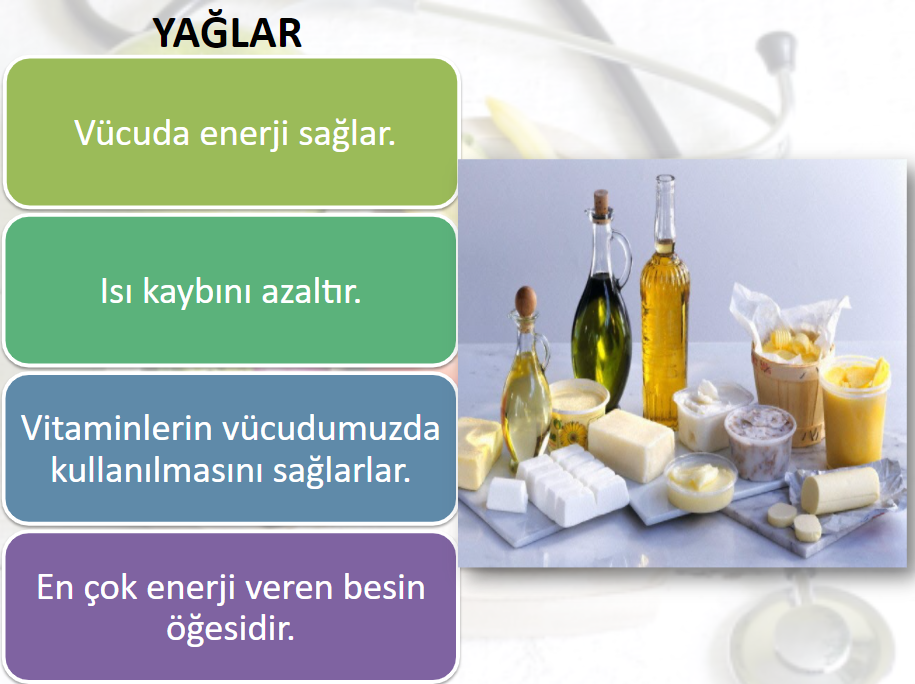 YAĞLAR
Vücuda enerji sağlar.
Isı kaybını azaltır.
Vitaminlerin vücudumuzda
kullanılmasını sağlarlar.
En çok enerji veren besin
öğesidir.